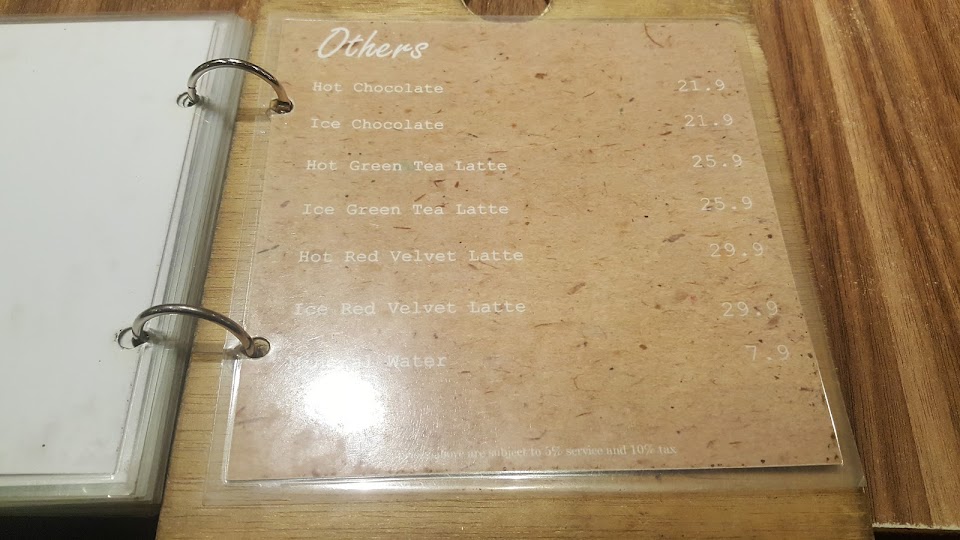 Others
Hot Chocolate 21.9
Ice Chocolate 21.9
Hot Green Tea Latte 25.9
Ice Green Tea Latte 25.9
Hot Red Velvet Latte 29.9
Ice Red Velvet Latte 29.9
Water 7.9
above are subject to 5% service and 10% tax